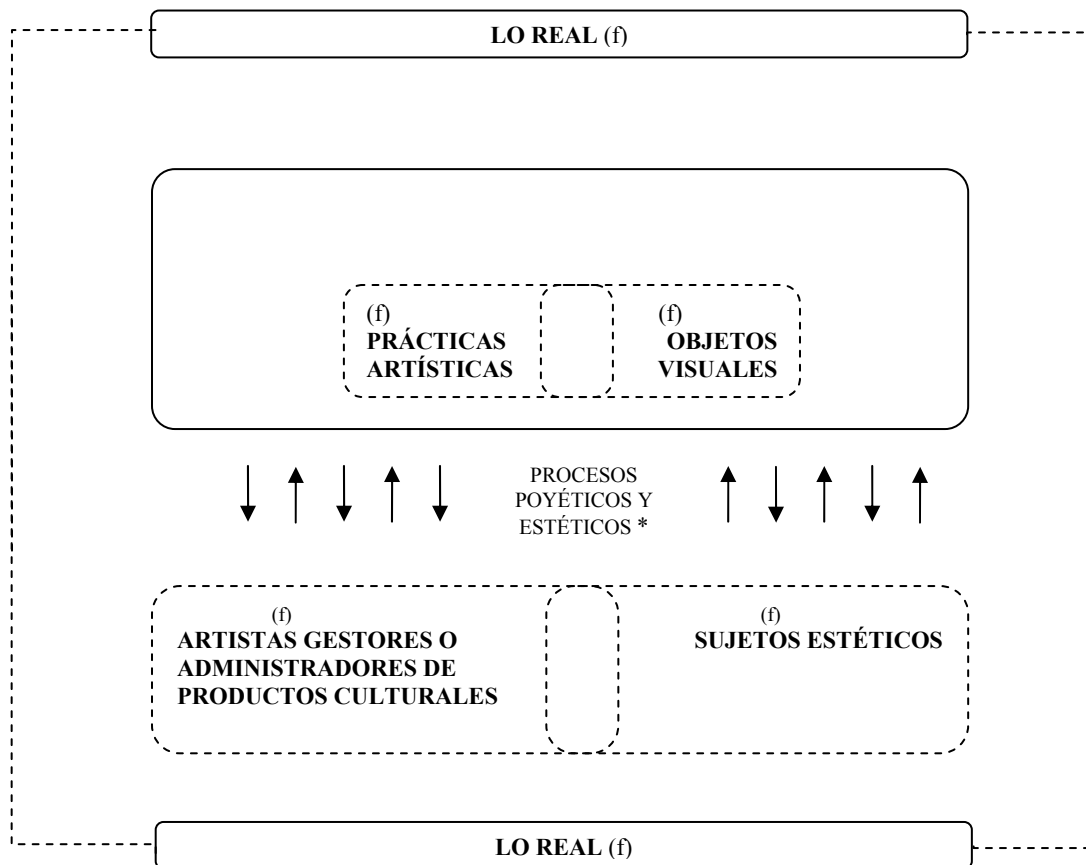 LO REAL (f)
(f)
PRÁCTICAS
ARTÍSTICAS
(f)
OBJETOS
VISUALES
PROCESOS
POYÉTICOS Y
ESTÉTICOS *
(f)
ARTISTAS GESTORES O
ADMINISTRADORES DE
PRODUCTOS CULTURALES
(f)
SUJETOS ESTÉTICOS
LO REAL (f)